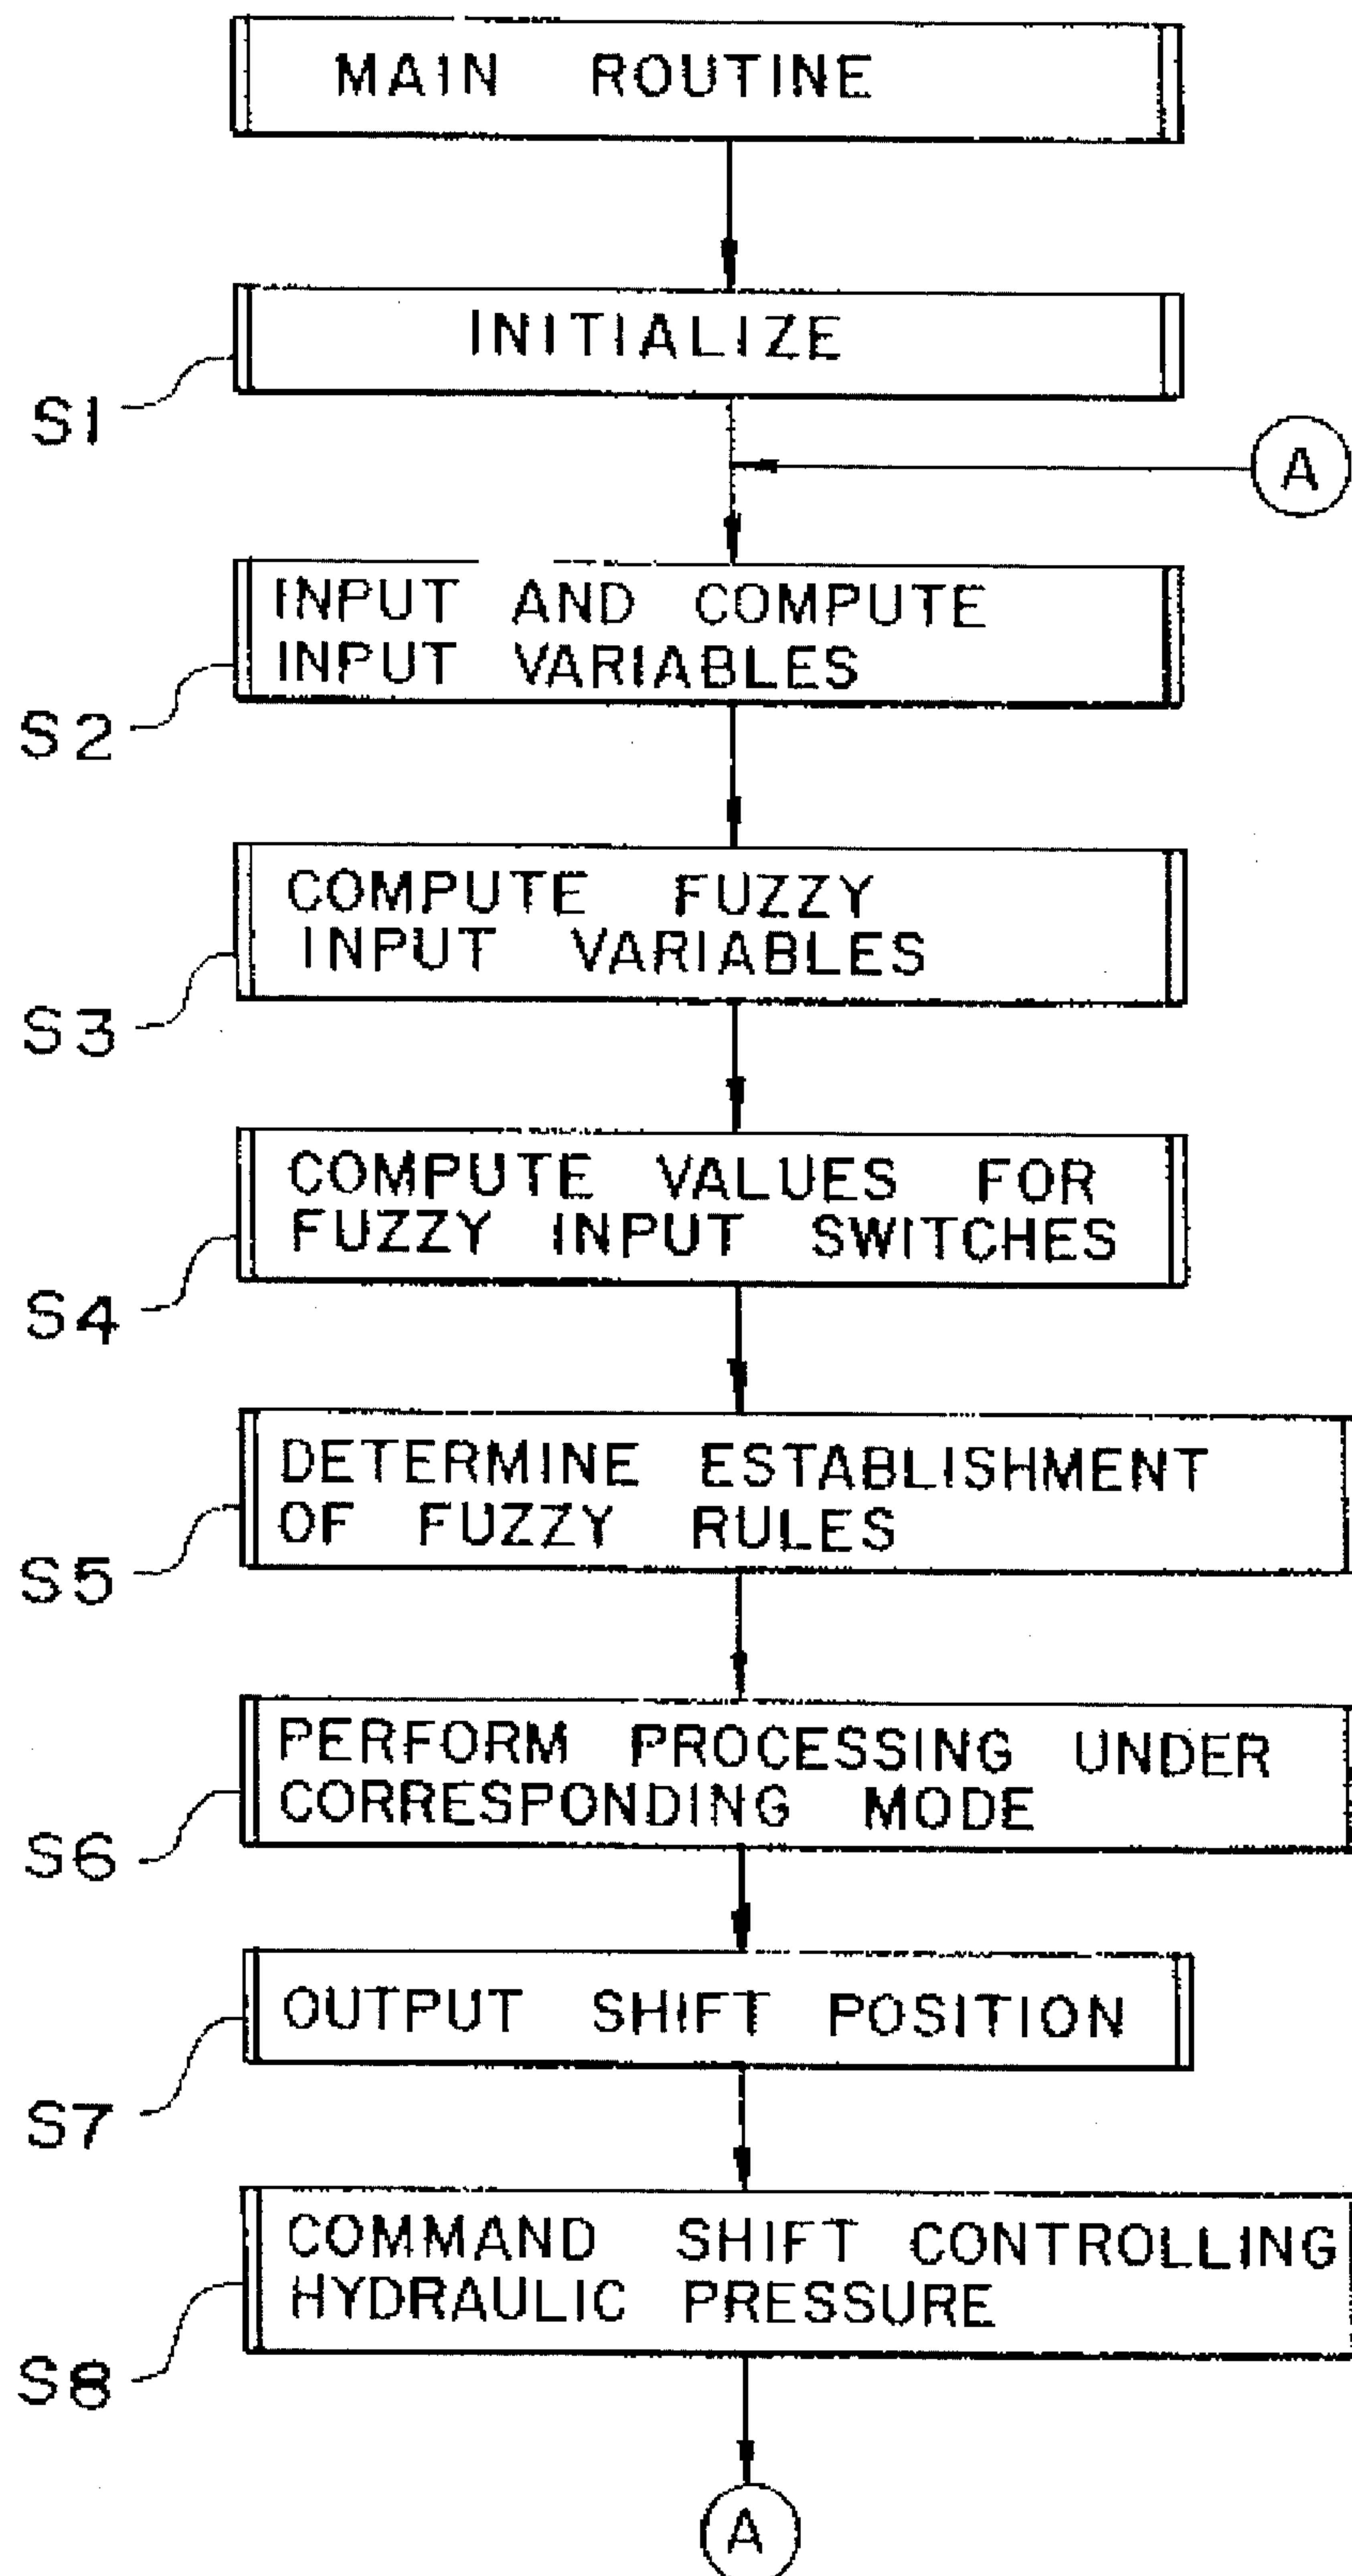 MAIN ROUTINE
INITIALIZE
S1
A
INPUT AND COMPUTE
INPUT VARIABLES
S2
COMPUTE FUZZY
INPUT VARIABLES
S3
COMPUTE VALUES FOR
FUZZY INPUT SWITCHES
S4
DETERMINE ESTABLISHMENT
OF FUZZY RULES
S5
PERFORM PROCESSING UNDER
CORRESPONDING MODE
S6
OUTPUT SHIFT POSITION
S7
COMMAND SHIFT CONTROLLING
HYDRAULIC PRESSURE
S8
A